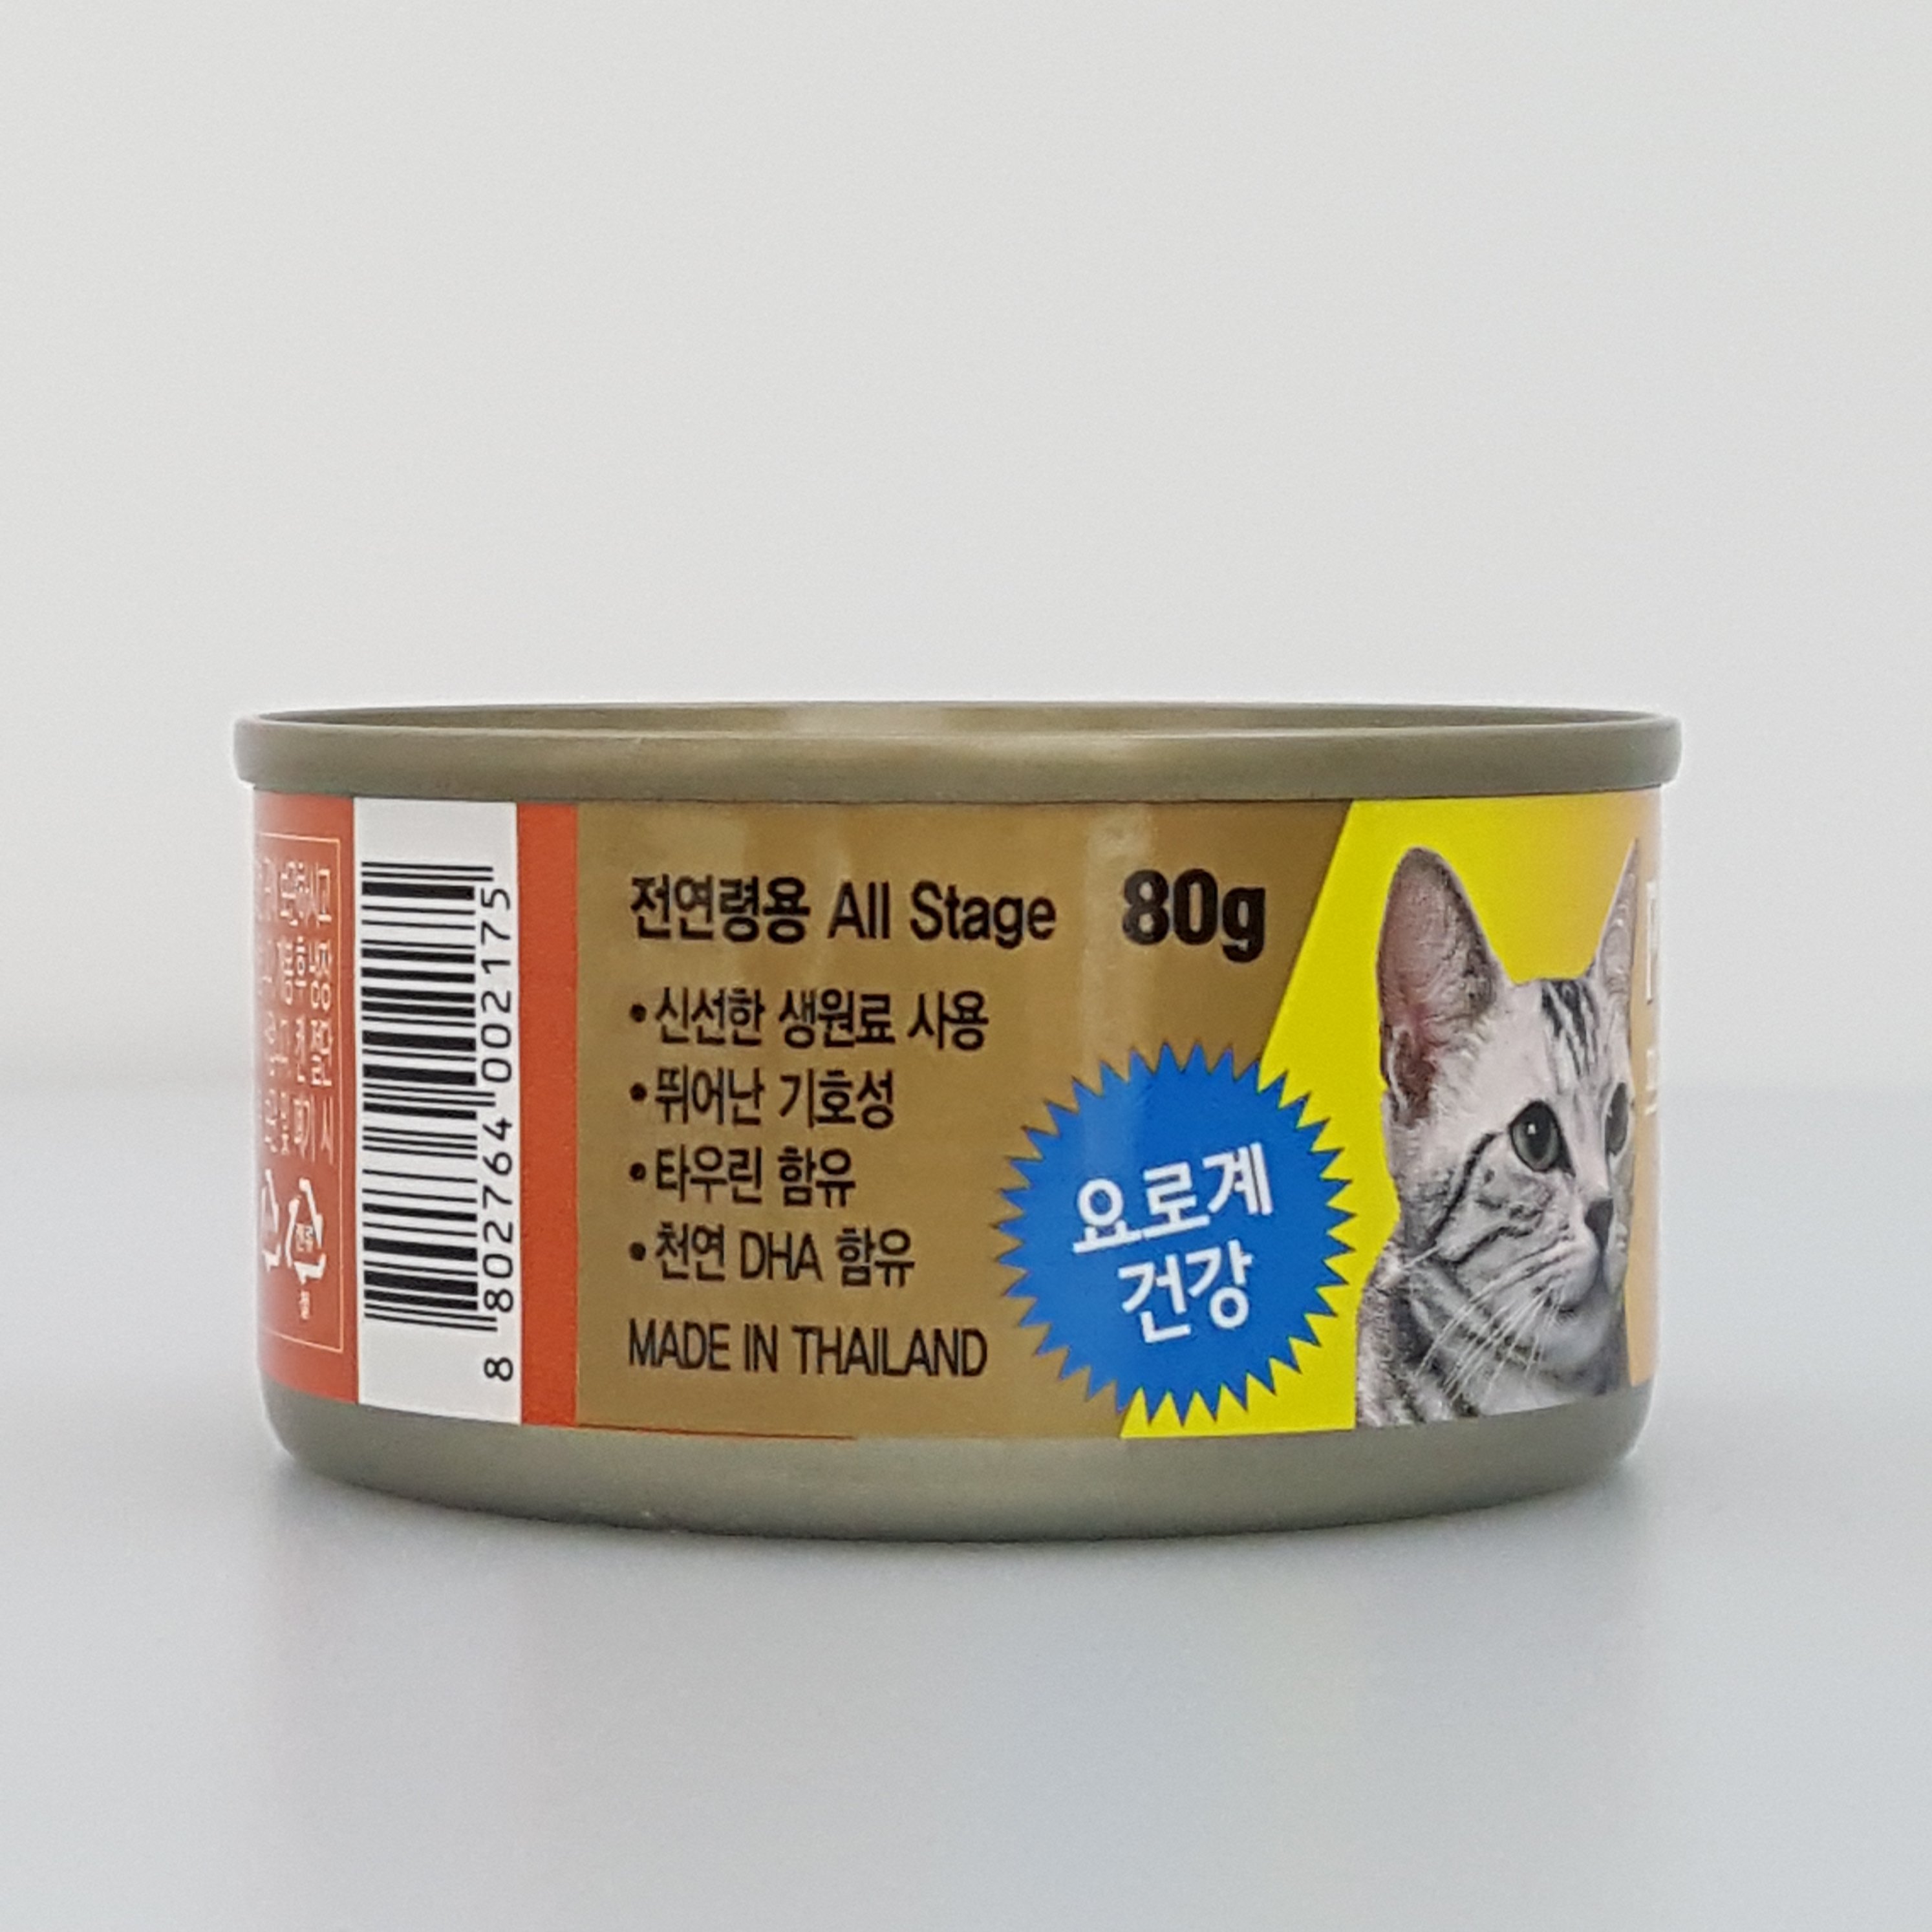 전연령용 All Stage 80g
•신선한 생원료 사용
•뛰어난 기호성
•타우린 함유
•천연 DHA 함유
MADE IN THAILAND
요로계
건강
8 802764 002175
철